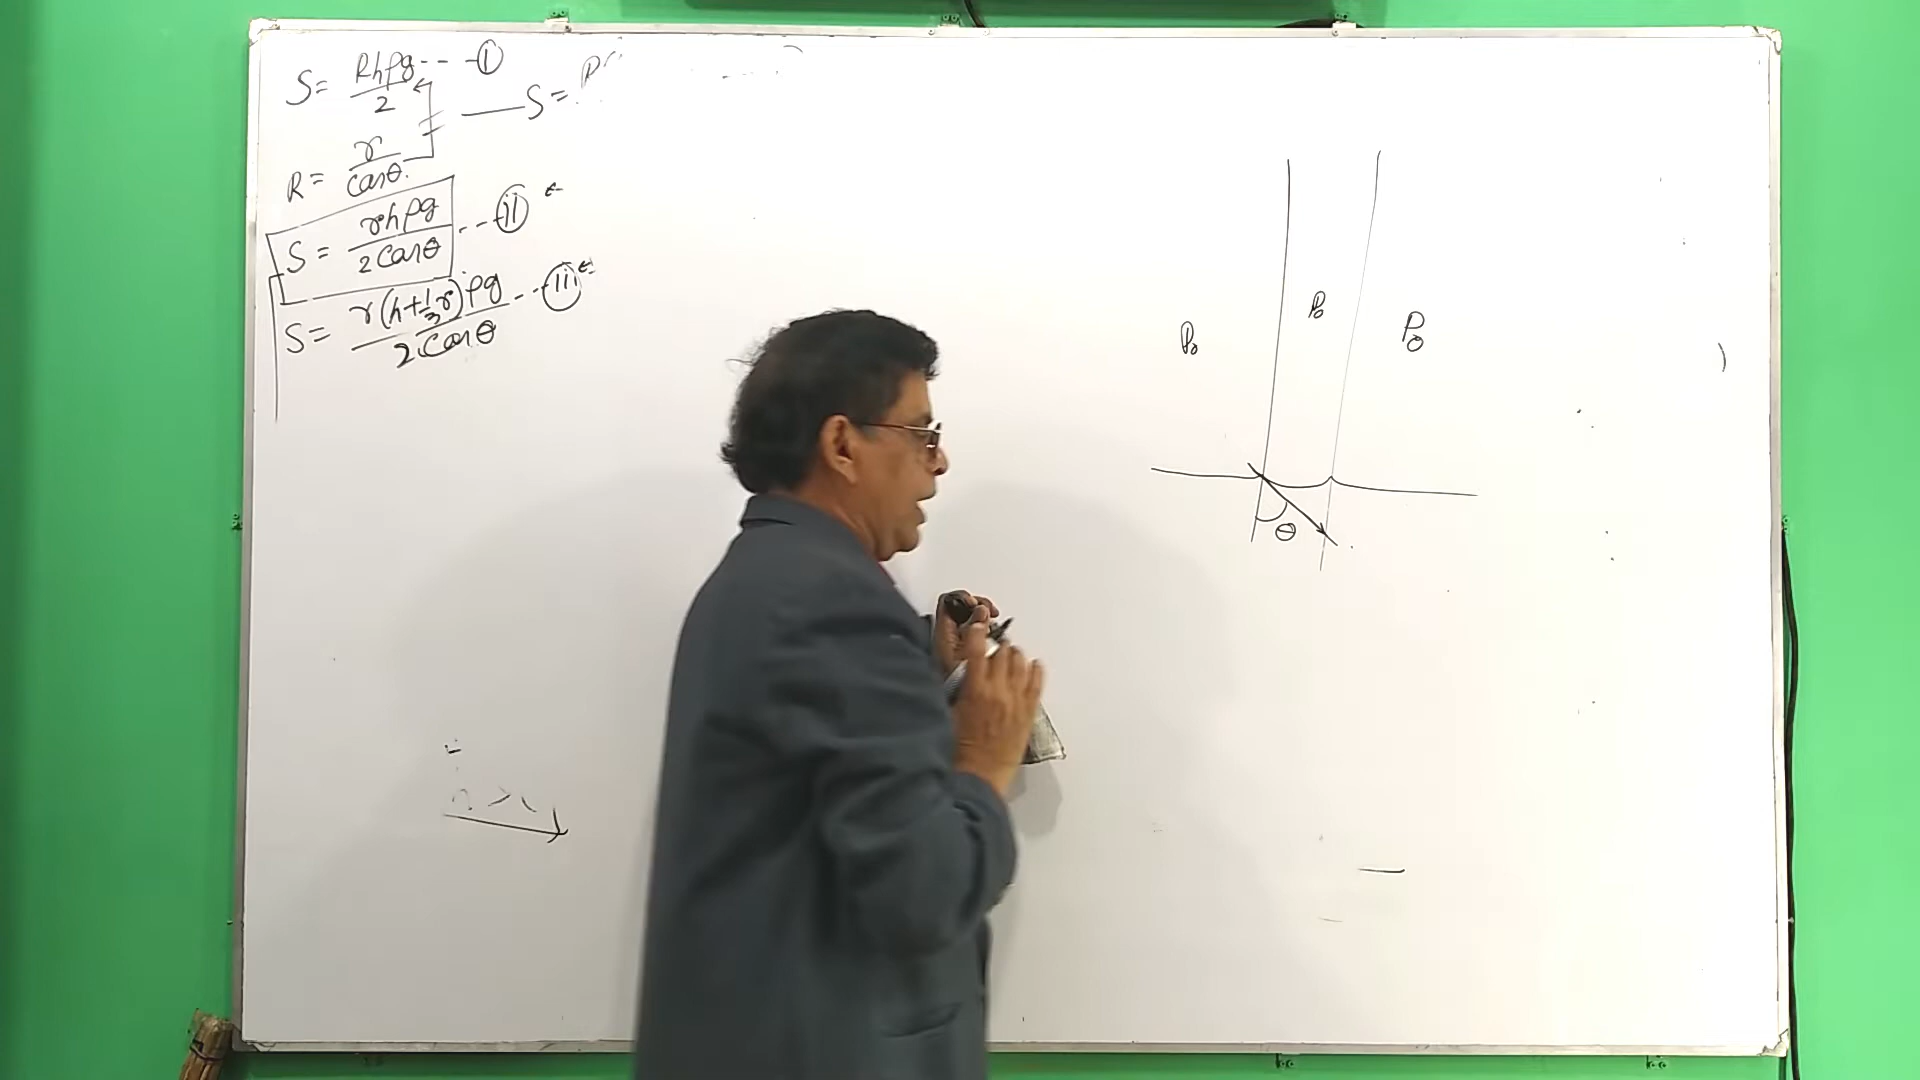 S = Rhρg/2 --- (i)
S =
R = r/Cosθ.
S = rhρg/2Cosθ --- (ii) ←
S = r(h+1/3r)ρg/2Cosθ --- (iii) ←
P₀ P₀ P₀
θ